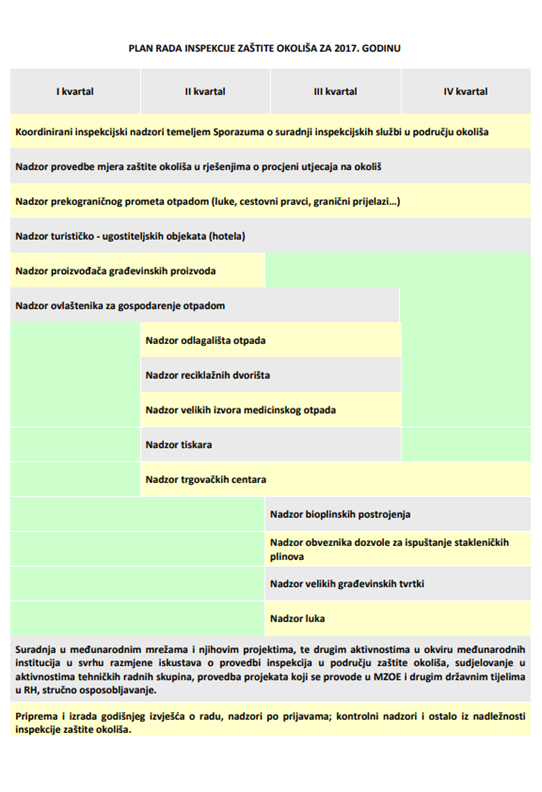 PLAN RADA INSPEKCIJE ZAŠTITE OKOLIŠA ZA 2017. GODINU
I kvartal
II kvartal
III kvartal
IV kvartal
Koordinirani inspekcijski nadzori temeljem Sporazuma o suradnji inspekcijskih službi u području okoliša
Nadzor provedbe mjera zaštite okoliša u rješenjima o procjeni utjecaja na okoliš
Nadzor prekograničnog prometa otpadom (luke, cestovni pravci, granični prijelazi...)
Nadzor turističko - ugostiteljskih objekata (hotela)
Nadzor proizvođača građevinskih proizvoda
Nadzor ovlaštenika za gospodarenje otpadom
Nadzor odlagališta otpada
Nadzor reciklažnih dvorišta
Nadzor velikih izvora medicinskog otpada
Nadzor tiskara
Nadzor trgovačkih centara
Nadzor bioplinskih postrojenja
Nadzor obveznika dozvole za ispuštanje stakleničkih
plinova
Nadzor velikih građevinskih tvrtki
Nadzor luka
Suradnja u međunarodnim mrežama i njihovim projektima, te drugim aktivnostima u okviru međunarodnih
institucija u svrhu razmjene iskustava o provedbi inspekcija u području zaštite okoliša, sudjelovanje u
aktivnostima tehničkih radnih skupina, provedba projekata koji se provode u MZOE i drugim državnim tijelima
u RH, stručno osposobljavanje.
Priprema i izrada godišnjeg izvješća o radu, nadzori po prijavama; kontrolni nadzori i ostalo iz nadležnosti
inspekcije zaštite okoliša.